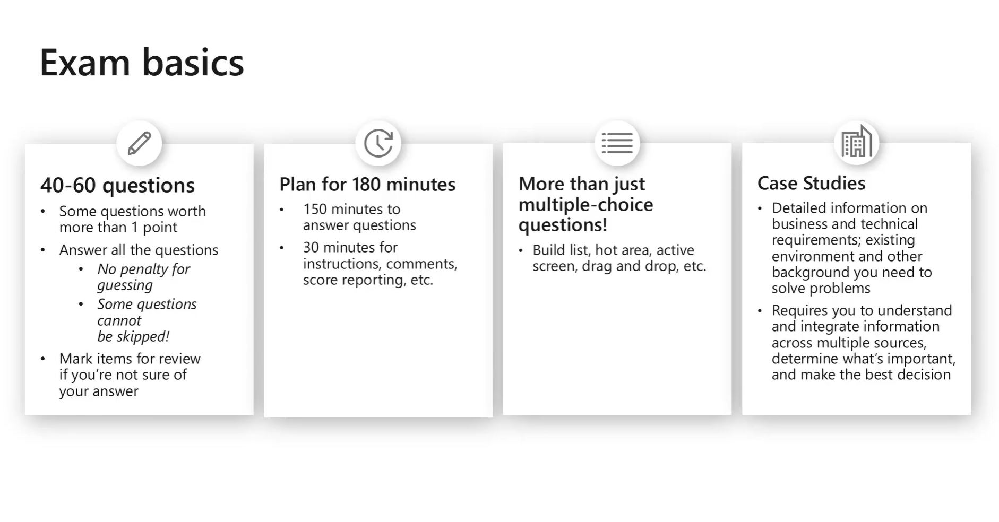 Exam basics
40-60 questions
• Some questions worth
more than 1 point
• Answer all the questions
• No penalty for
guessing
• Some questions
cannot
be skipped!
• Mark items for review
if you’re not sure of
your answer
Plan for 180 minutes
• 150 minutes to
answer questions
• 30 minutes for
instructions, comments,
score reporting, etc.
More than just
multiple-choice
questions!
• Build list, hot area, active
screen, drag and drop, etc.
Case Studies
• Detailed information on
business and technical
requirements; existing
environment and other
background you need to
solve problems
• Requires you to understand
and integrate information
across multiple sources,
determine what’s important,
and make the best decision